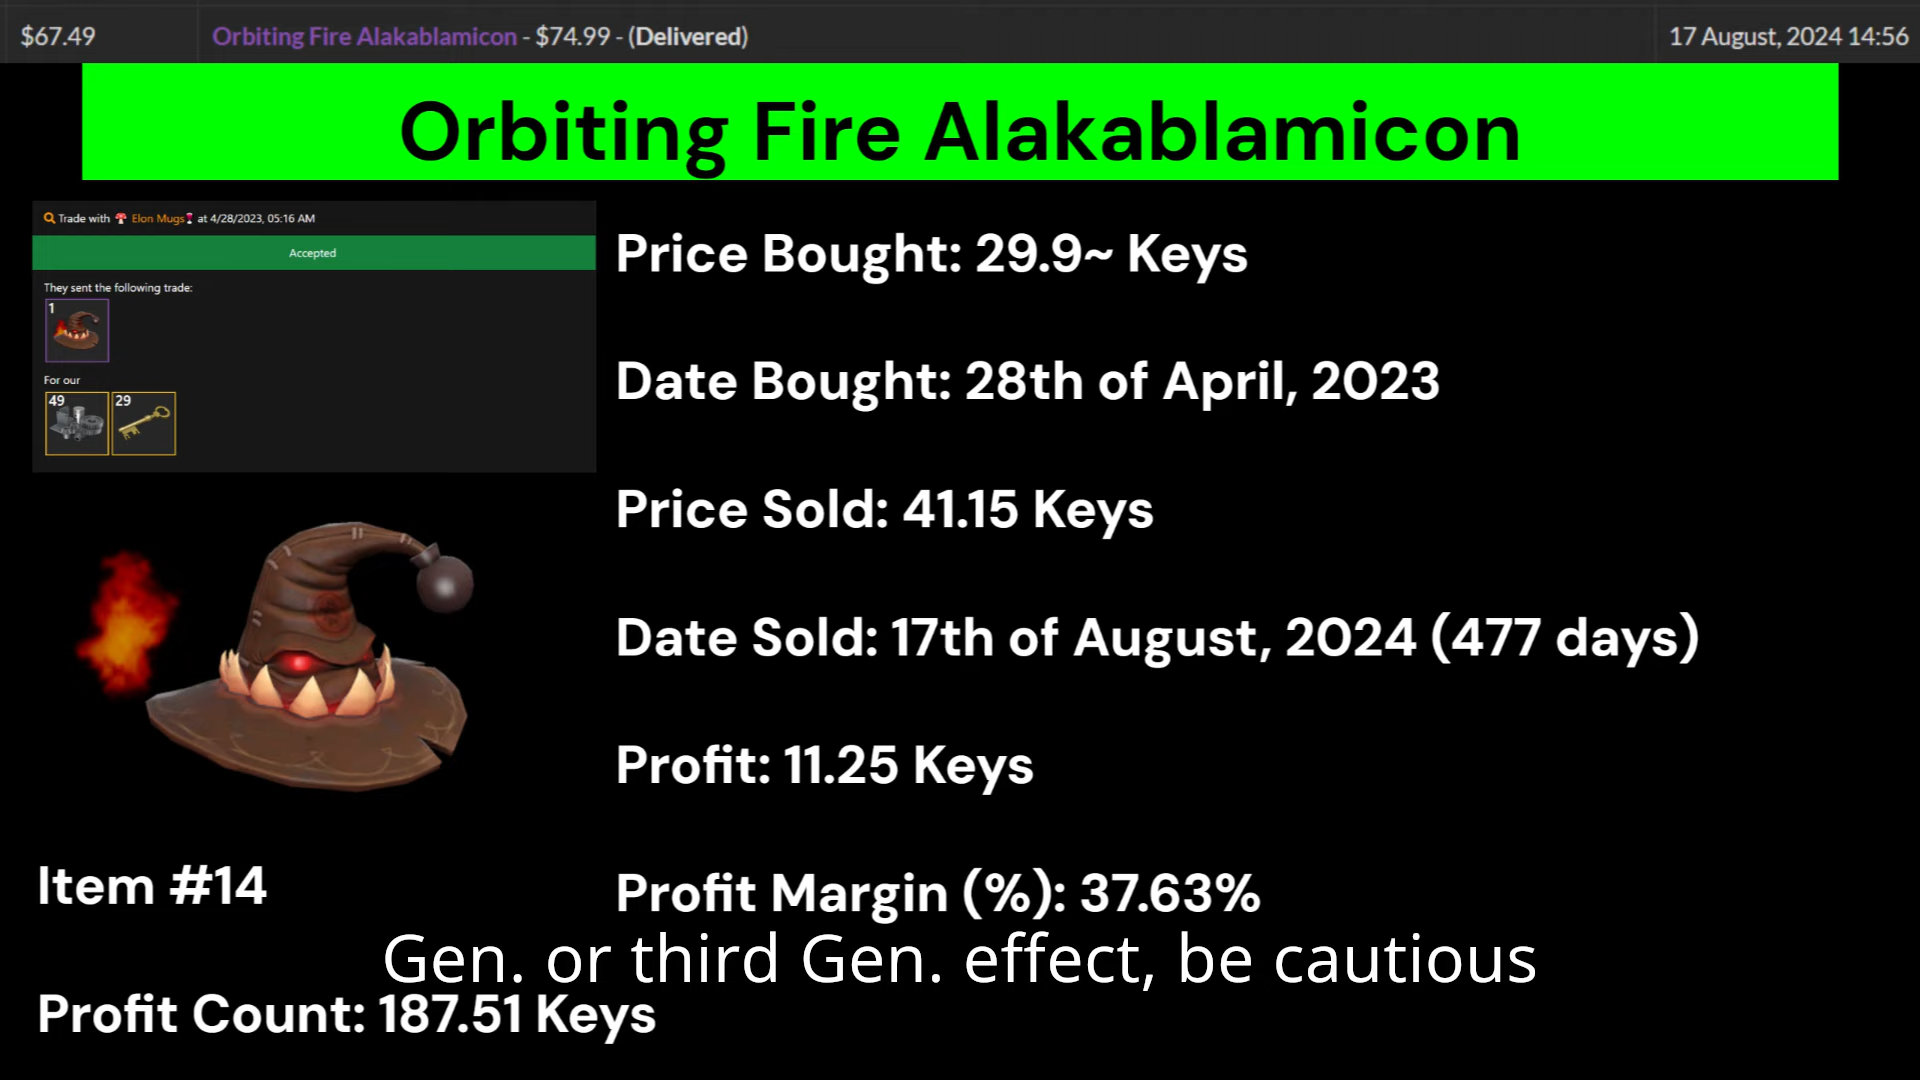 $67.49 Orbiting Fire Alakablamicon - $74.99 - (Delivered) 17 August, 2024 14:56
Orbiting Fire Alakablamicon
Trade with Elon Mugs at 4/28/2023, 05:16 AM
Accepted
They sent the following trade:
1
For our
49 29
Price Bought: 29.9~ Keys
Date Bought: 28th of April, 2023
Price Sold: 41.15 Keys
Date Sold: 17th of August, 2024 (477 days)
Profit: 11.25 Keys
Profit Margin (%): 37.63%
Item #14
Gen. or third Gen. effect, be cautious
Profit Count: 187.51 Keys